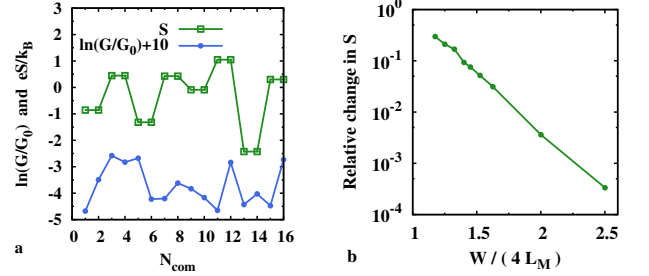 S
ln(G/G0)+10
ln(G/G0) and eS/kB
2
1
0
-1
-2
-3
-4
-5
0 2 4 6 8 10 12 14 16
Ncom
a
Relative change in S
10^0
10^-1
10^-2
10^-3
10^-4
1 1.5 2 2.5
W / ( 4 LM )
b